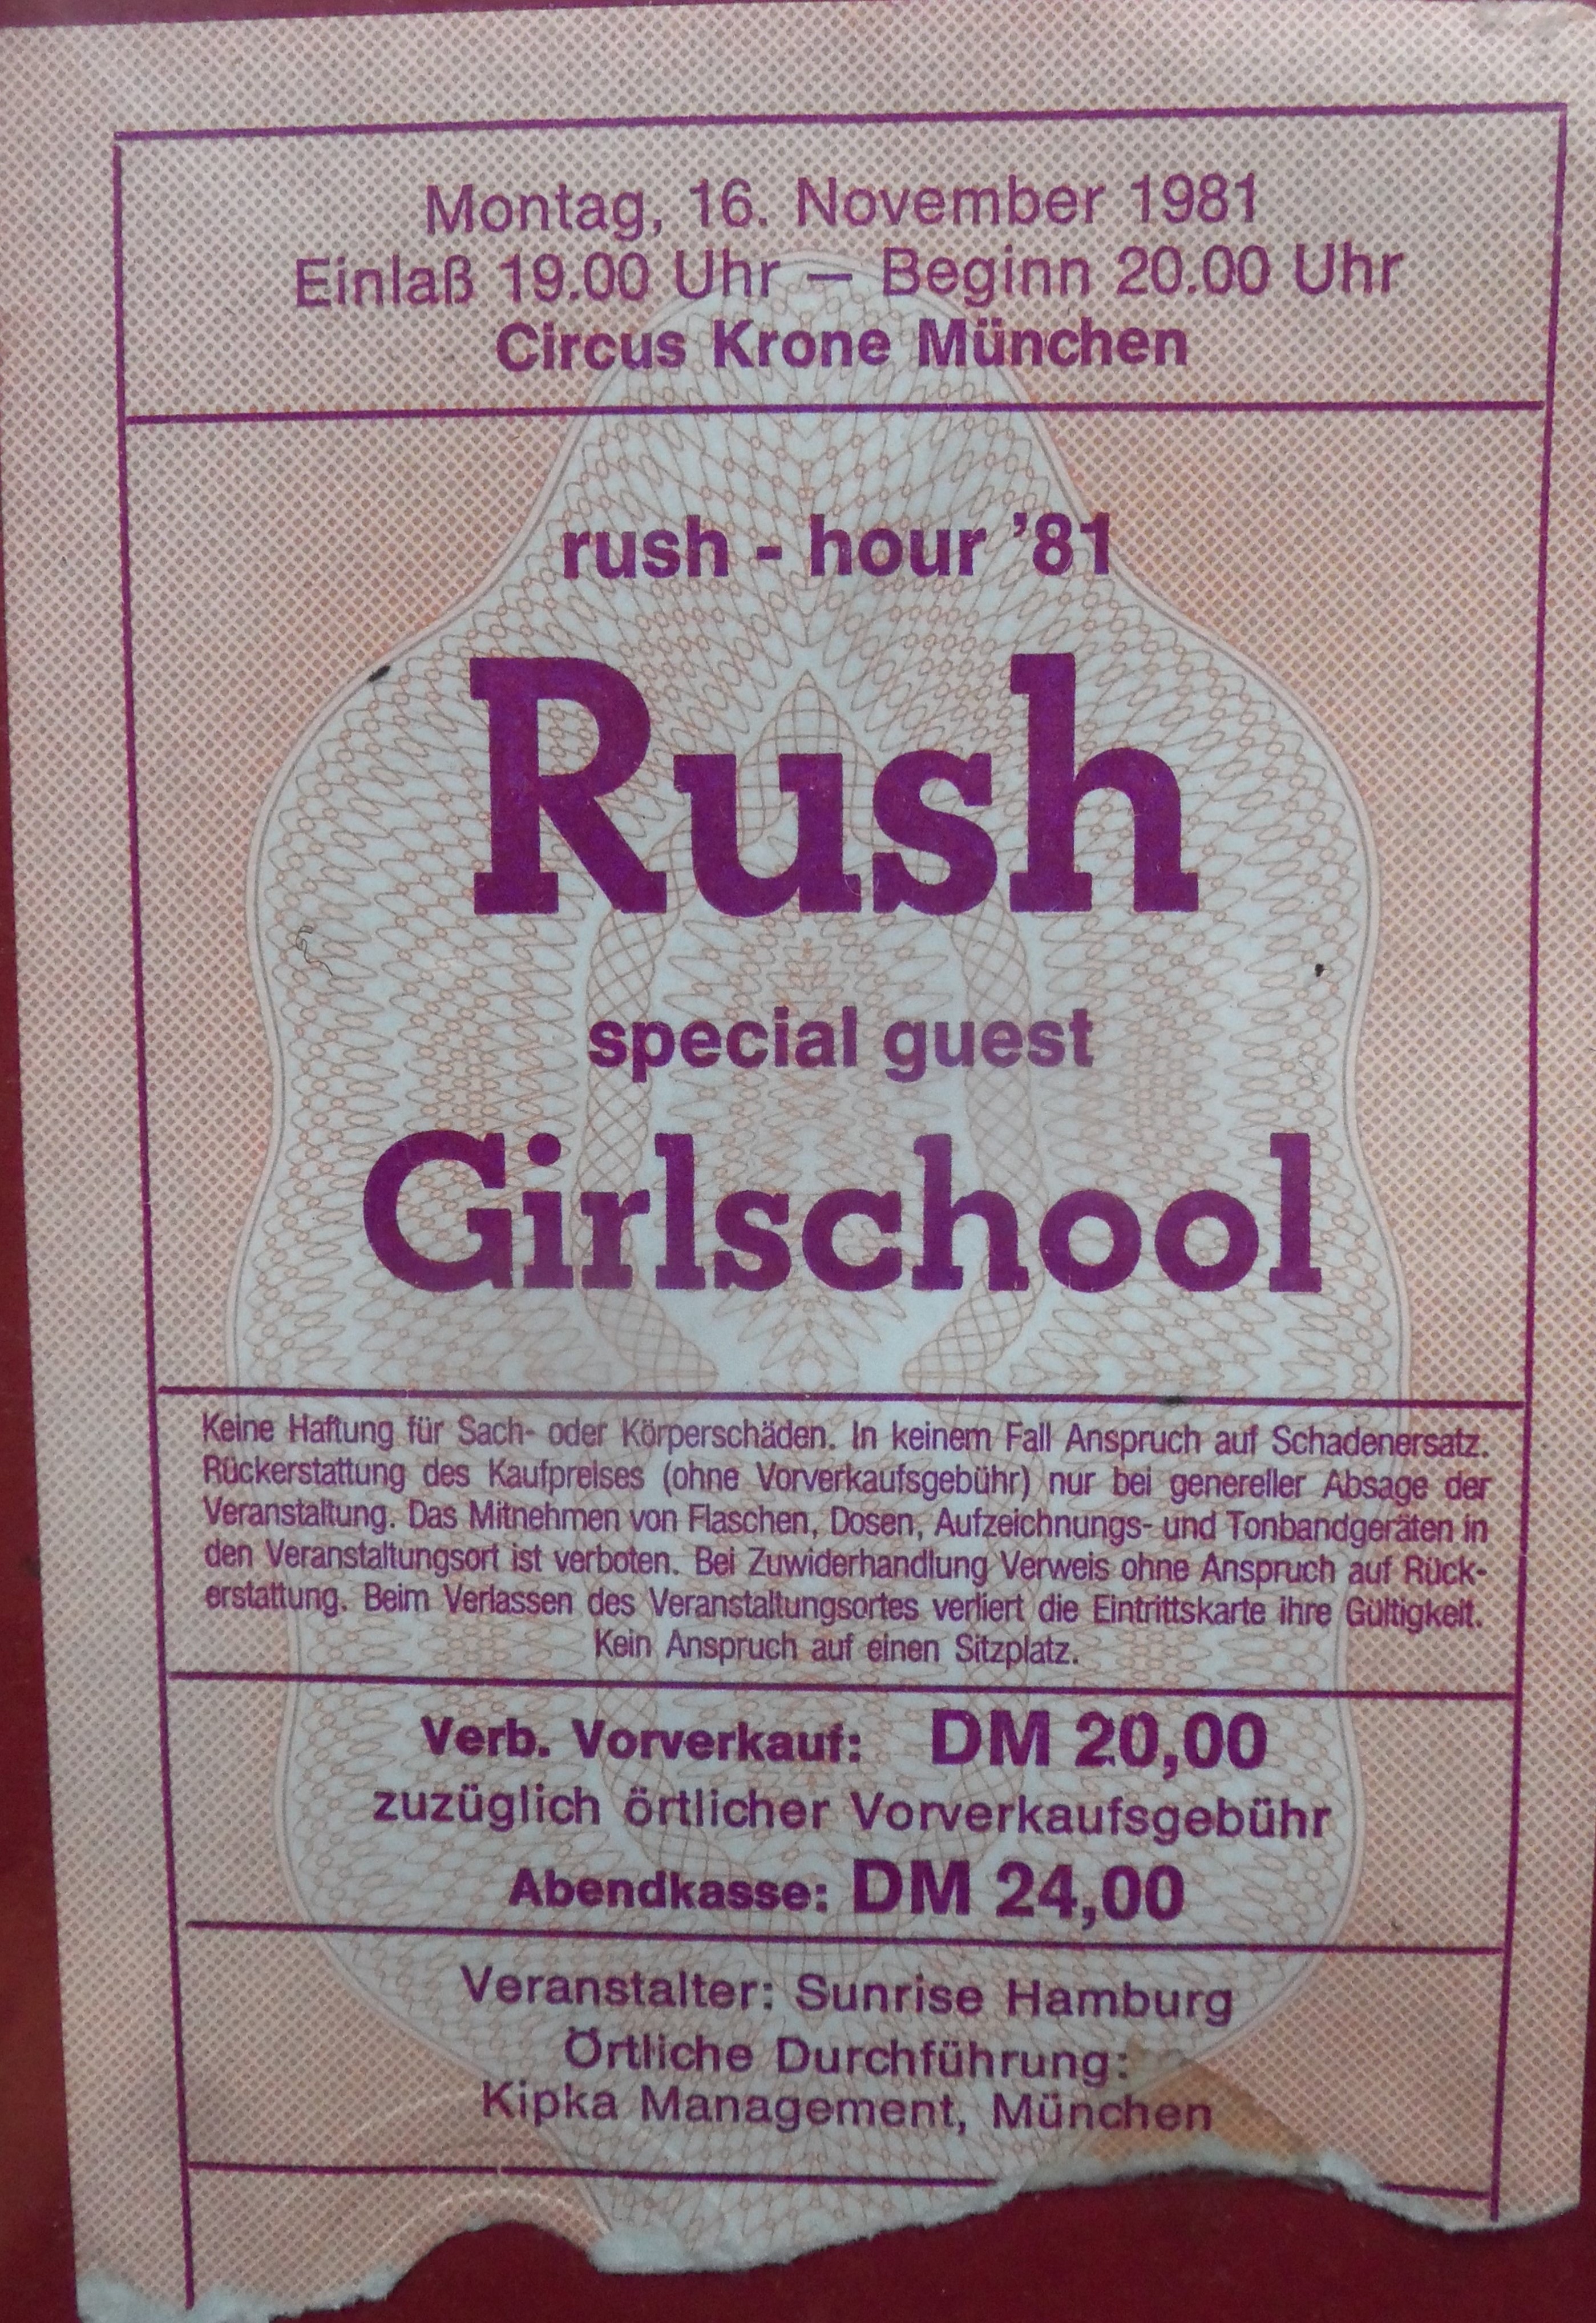 Montag, 16. November 1981
Einlaß 19.00 Uhr — Beginn 20.00 Uhr
Circus Krone München
rush - hour ’81
Rush
special guest
Girlschool
Keine Haftung für Sach- oder Körperschäden. In keinem Fall Anspruch auf Schadenersatz.
Rückerstattung des Kaufpreises (ohne Vorverkaufsgebühr) nur bei genereller Absage der
Veranstaltung. Das Mitnehmen von Flaschen, Dosen, Aufzeichnungs- und Tonbandgeräten in
den Veranstaltungsort ist verboten. Bei Zuwiderhandlung Verweis ohne Anspruch auf Rück-
erstattung. Beim Verlassen des Veranstaltungsortes verliert die Eintrittskarte ihre Gültigkeit.
Kein Anspruch auf einen Sitzplatz.
Verb. Vorverkauf: DM 20,00
zuzüglich örtlicher Vorverkaufsgebühr
Abendkasse: DM 24,00
Veranstalter: Sunrise Hamburg
Örtliche Durchführung:
Kipka Management, München